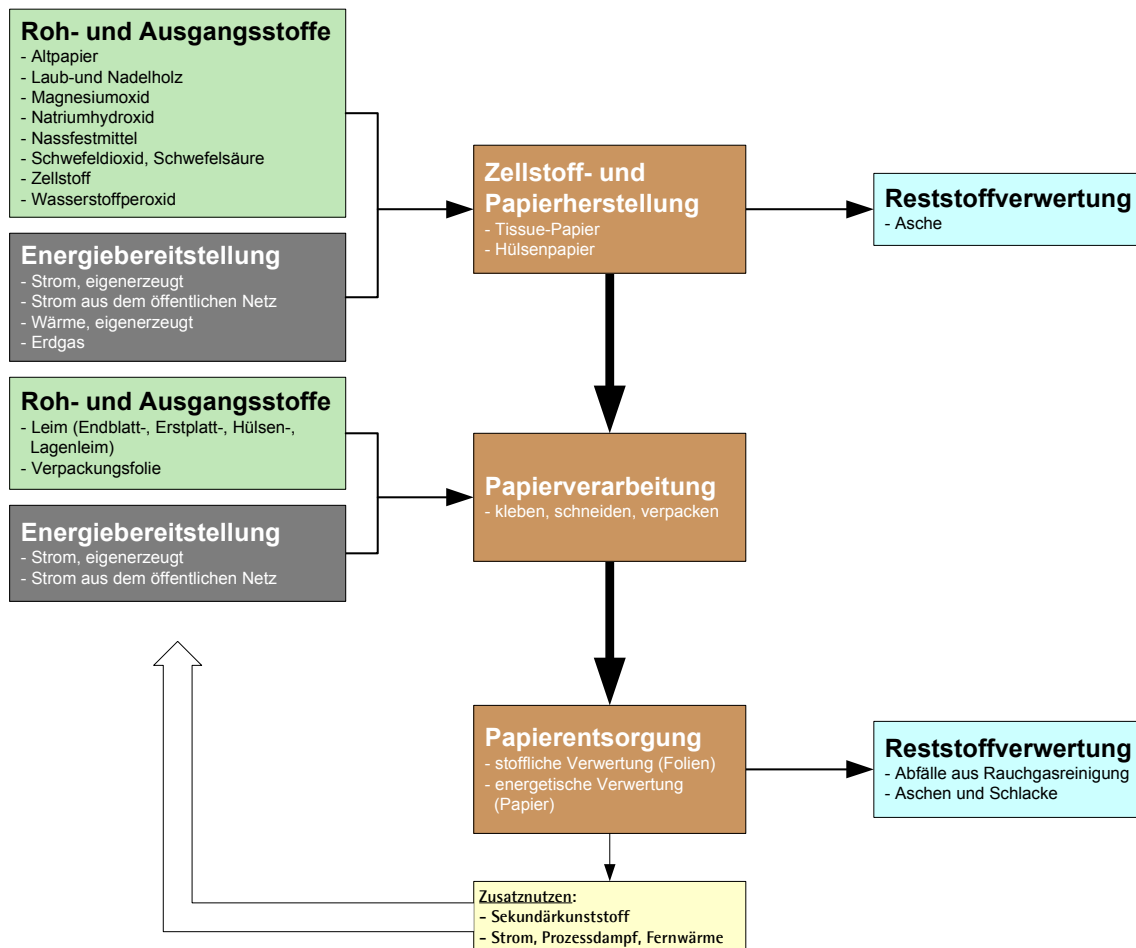 Roh- und Ausgangsstoffe
- Altpapier
- Laub-und Nadelholz
- Magnesiumoxid
- Natriumhydroxid
- Nassfestmittel
- Schwefeldioxid, Schwefelsäure
- Zellstoff
- Wasserstoffperoxid
Energiebereitstellung
- Strom, eigenerzeugt
- Strom aus dem öffentlichen Netz
- Wärme, eigenerzeugt
- Erdgas
Zellstoff- und
Papierherstellung
- Tissue-Papier
- Hülsenpapier
Reststoffverwertung
- Asche
Roh- und Ausgangsstoffe
- Leim (Endblatt-, Erstplatt-, Hülsen-,
Lagenleim)
- Verpackungsfolie
Energiebereitstellung
- Strom, eigenerzeugt
- Strom aus dem öffentlichen Netz
Papierverarbeitung
- kleben, schneiden, verpacken
Papierentsorgung
- stoffliche Verwertung (Folien)
- energetische Verwertung
(Papier)
Reststoffverwertung
- Abfälle aus Rauchgasreinigung
- Aschen und Schlacke
Zusatznutzen:
- Sekundärkunststoff
- Strom, Prozessdampf, Fernwärme